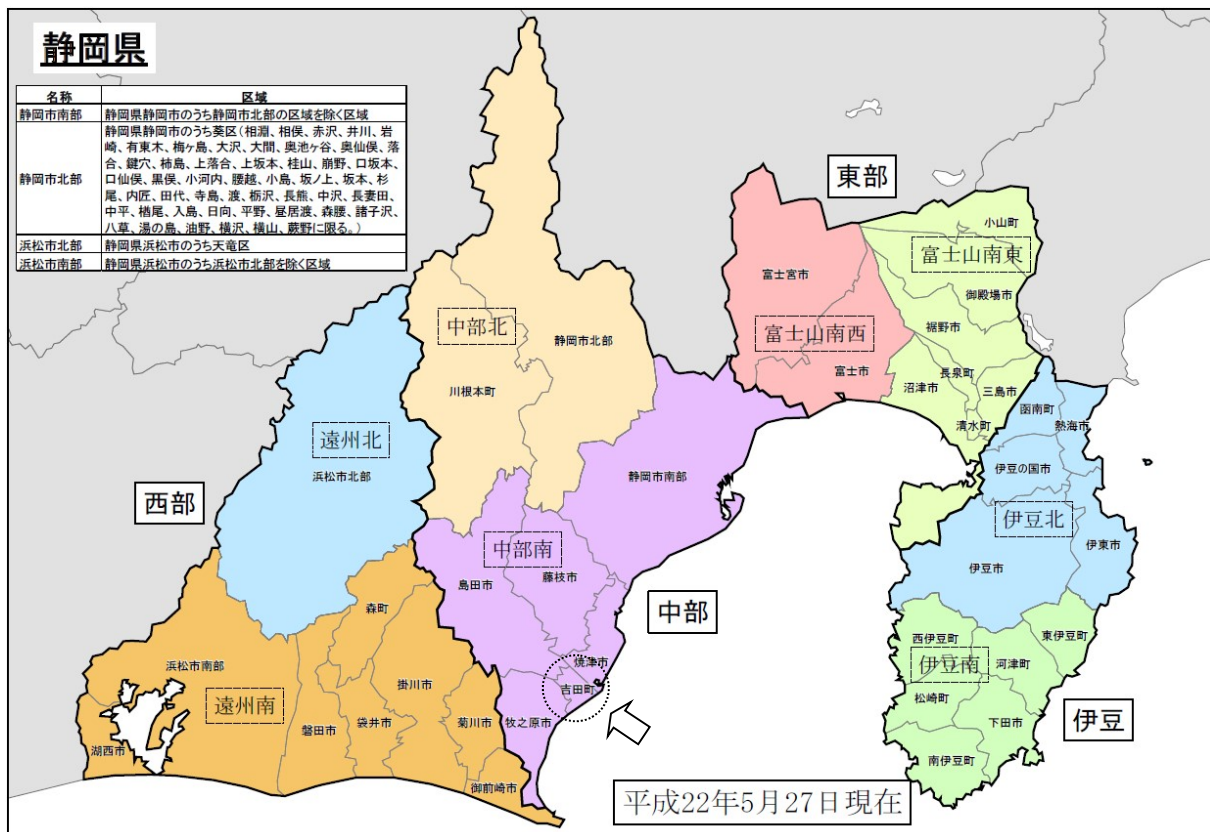 静岡県
名称 区域
静岡市南部 静岡県静岡市のうち静岡市北部の区域を除く区域
静岡市北部 静岡県静岡市のうち葵区(相淵、相俣、赤沢、井川、岩
崎、有東木、梅ヶ島、大沢、大間、奥池ヶ谷、奥仙俣、落
合、鍵穴、柿島、上落合、上坂本、桂山、崩野、口坂本、
口仙俣、黒俣、小河内、腰越、小島、坂ノ上、坂本、杉
尾、内匠、田代、寺島、渡、栃沢、長熊、中沢、長妻田、
中平、楢尾、入島、日向、平野、昼居渡、森腰、諸子沢、
八草、湯の島、油野、横沢、横山、蕨野に限る。)
浜松市北部 静岡県浜松市のうち天竜区
浜松市南部 静岡県浜松市のうち浜松市北部を除く区域
東部
小山町
富士山南東
富士宮市
御殿場市
中部北
裾野市
静岡市北部
富士山南西
富士市
長泉町
川根本町
沼津市
三島市
函南町
清水町
熱海市
遠州北
浜松市北部
静岡市南部
伊豆の国市
西部
伊豆北
中部南
伊東市
島田市
藤枝市
伊豆市
森町
中部
西伊豆町
東伊豆町
浜松市南部
焼津市
伊豆南
河津町
掛川市
吉田町
遠州南
松崎町
磐田市
袋井市
菊川市
牧之原市
下田市
伊豆
湖西市
南伊豆町
御前崎市
平成22年5月27日現在